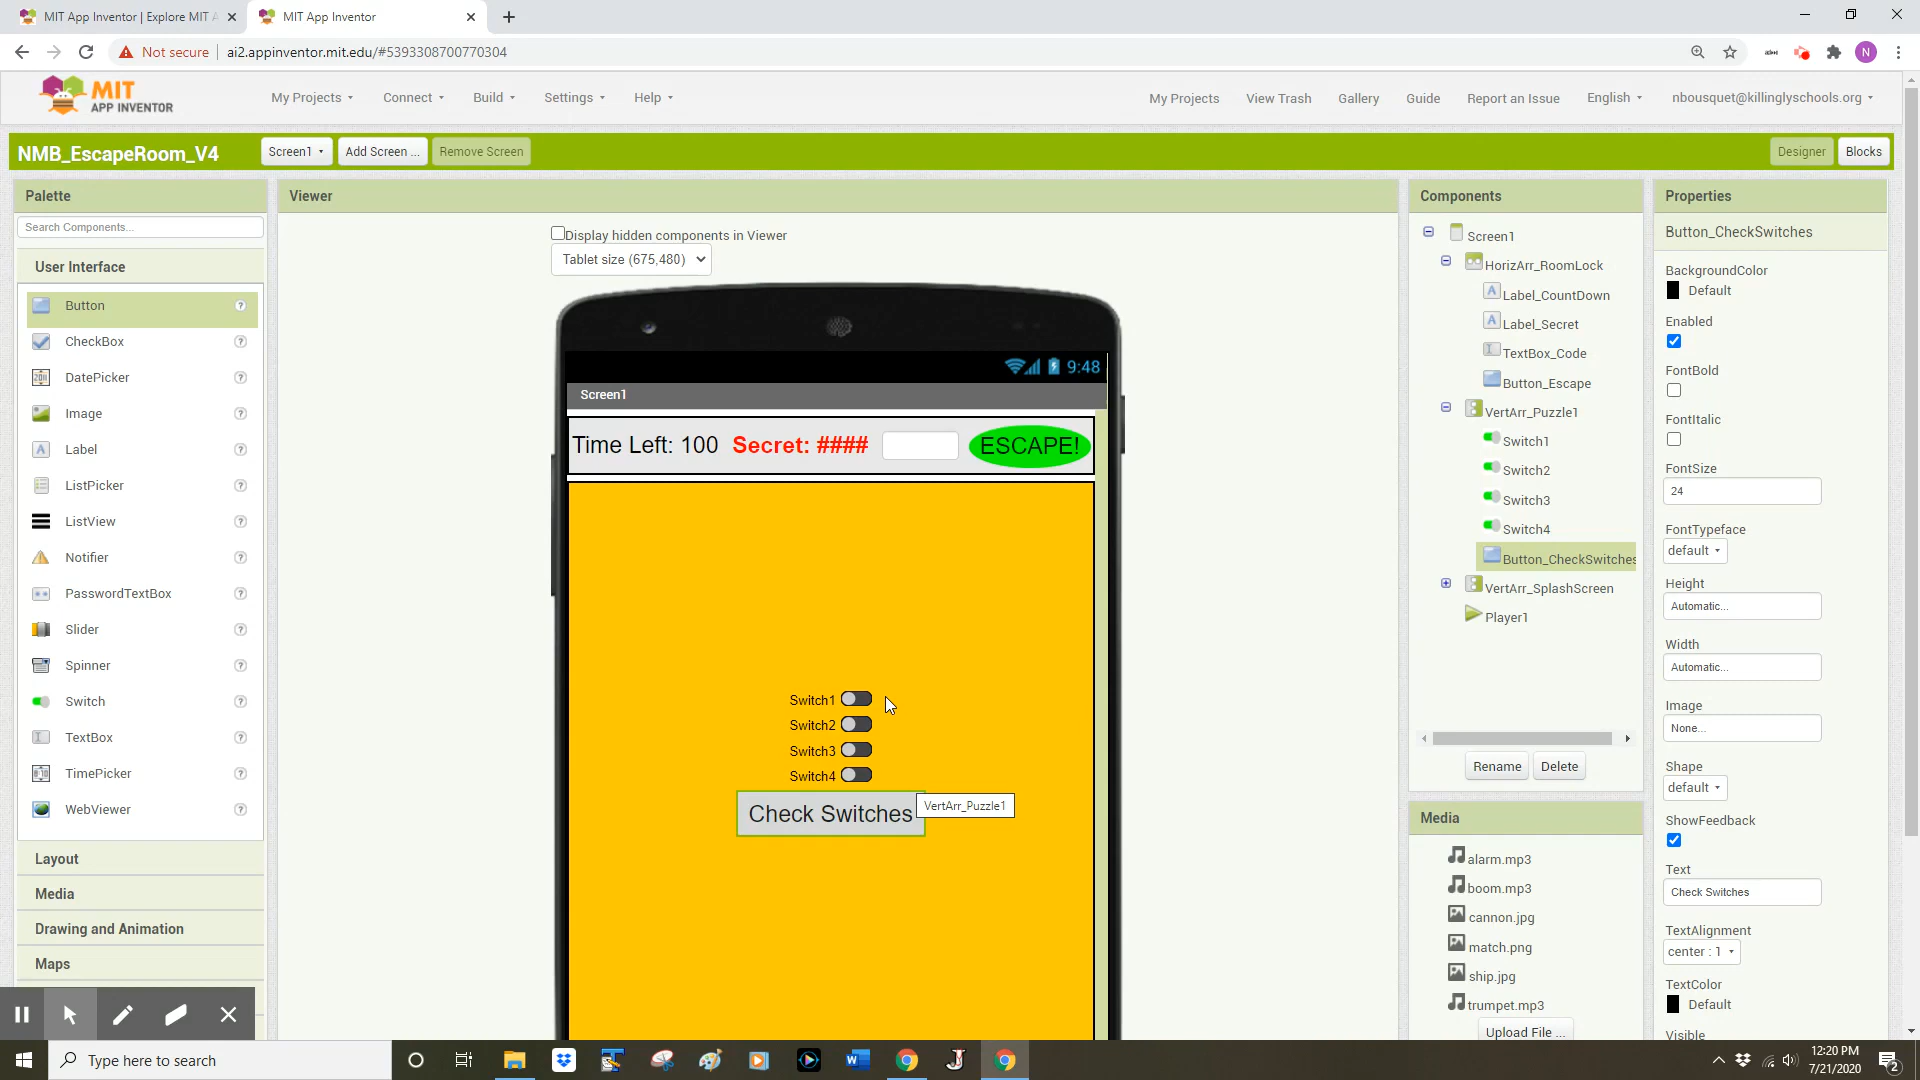 MIT App Inventor | Explore MIT A
MIT App Inventor
Not secure
ai2.appinventor.mit.edu/#5393308700770304
N
MIT
APP INVENTOR
My Projects
Connect
Build
Settings
Help
My Projects
View Trash
Gallery
Guide
Report an Issue
English
nbousquet@killinglyschools.org
NMB_EscapeRoom_V4
Screen1
Add Screen ...
Remove Screen
Designer
Blocks
Palette
Search Components...
User Interface
Button
CheckBox
DatePicker
Image
Label
ListPicker
ListView
Notifier
PasswordTextBox
Slider
Spinner
Switch
TextBox
TimePicker
WebViewer
Layout
Media
Drawing and Animation
Maps
Viewer
Display hidden components in Viewer
Tablet size (675,480)
9:48
Screen1
Time Left: 100
Secret: ####
ESCAPE!
Switch1
Switch2
Switch3
Switch4
Check Switches
VertArr_Puzzle1
Components
Screen1
HorizArr_RoomLock
Label_CountDown
Label_Secret
TextBox_Code
Button_Escape
VertArr_Puzzle1
Switch1
Switch2
Switch3
Switch4
Button_CheckSwitches
VertArr_SplashScreen
Player1
Rename
Delete
Media
alarm.mp3
boom.mp3
cannon.jpg
match.png
ship.jpg
trumpet.mp3
Upload File ...
Properties
Button_CheckSwitches
BackgroundColor
Default
Enabled
FontBold
FontItalic
FontSize
24
FontTypeface
default
Height
Automatic...
Width
Automatic...
Image
None...
Shape
default
ShowFeedback
Text
Check Switches
TextAlignment
center : 1
TextColor
Default
Visible
Type here to search
12:20 PM
7/21/2020
2